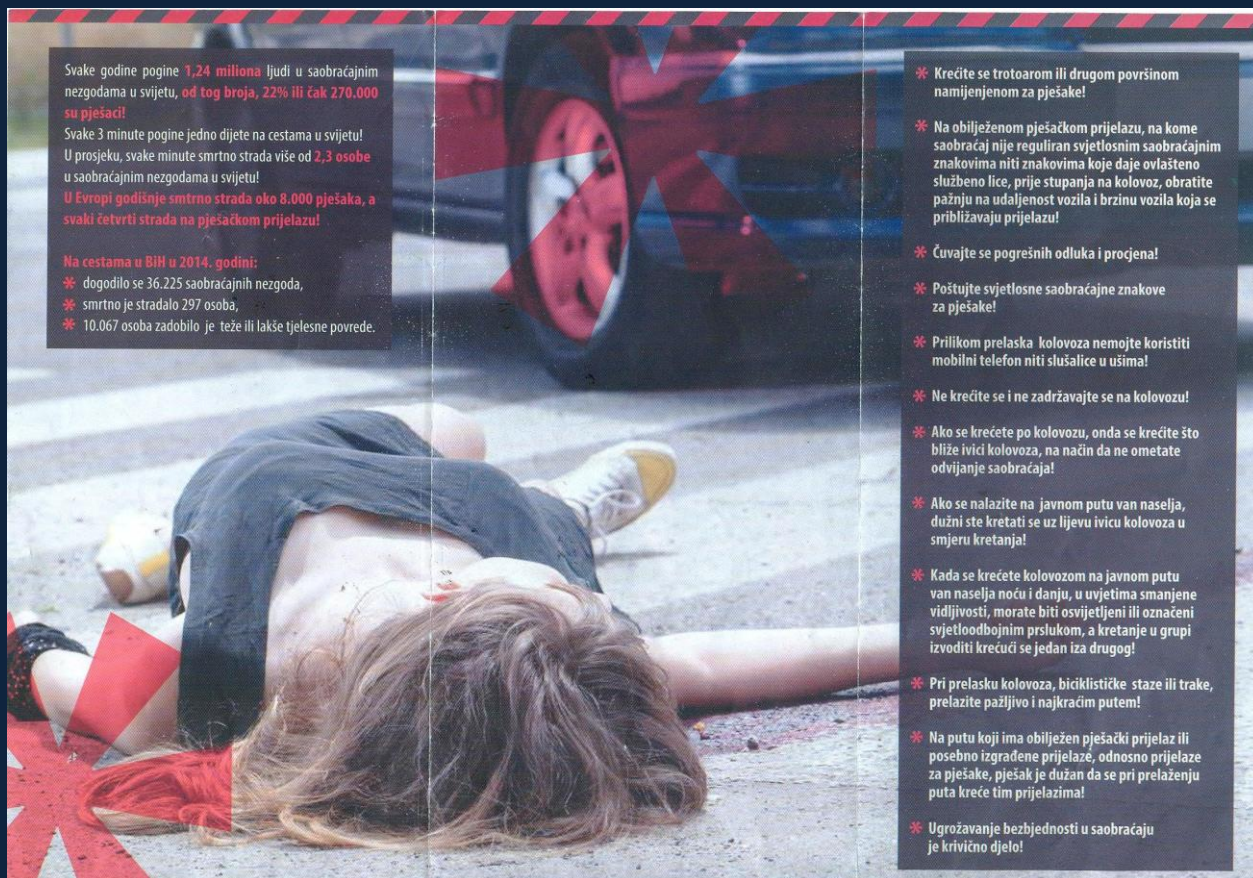 Svake godine pogine 1,24 miliona ljudi u saobraćajnim
nezgodama u svijetu, od tog broja, 22% ili čak 270.000
su pješaci!
Svake 3 minute pogine jedno dijete na cestama u svijetu!
U prosjeku, svake minute smrtno strada više od 2,3 osobe
u saobraćajnim nezgodama u svijetu!
U Evropi godišnje smrtno strada oko 8.000 pješaka, a
svaki četvrti strada na pješačkom prijelazu!
Na cestama u BiH u 2014. godini:
* dogodilo se 36.225 saobraćajnih nezgoda,
* smrtno je stradalo 297 osoba,
* 10.067 osoba zadobilo je teže ili lakše tjelesne povrede.
* Krećite se trotoarom ili drugom površinom
namijenjenom za pješake!
* Na obilježenom pješačkom prijelazu, na kome
saobraćaj nije reguliran svjetlosnim saobraćajnim
znakovima niti znakovima koje daje ovlašteno
službeno lice, prije stupanja na kolovoz, obratite
pažnju na udaljenost vozila i brzinu vozila koja se
približavaju prijelazu!
* Čuvajte se pogrešnih odluka i procjena!
* Poštujte svjetlosne saobraćajne znakove
za pješake!
* Prilikom prelaska kolovoza nemojte koristiti
mobilni telefon niti slušalice u ušima!
* Ne krećite se i ne zadržavajte se na kolovozu!
* Ako se krećete po kolovozu, onda se krećite što
bliže ivici kolovoza, na način da ne ometate
odvijanje saobraćaja!
* Ako se nalazite na javnom putu van naselja,
dužni ste kretati se uz lijevu ivicu kolovoza u
smjeru kretanja!
* Kada se krećete kolovozom na javnom putu
van naselja noću i danju, u uvjetima smanjene
vidljivosti, morate biti osvijetljeni ili označeni
svjetloodbojnim prslukom, a kretanje u grupi
izvoditi krećući se jedan iza drugog!
* Pri prelasku kolovoza, biciklističke staze ili trake,
prelazite pažljivo i najkraćim putem!
* Na putu koji ima obilježen pješački prijelaz ili
posebno izgrađene prijelaze, odnosno prijelaze
za pješake, pješak je dužan da se pri prelaženju
puta kreće tim prijelazima!
* Ugrožavanje bezbjednosti u saobraćaju
je krivično djelo!